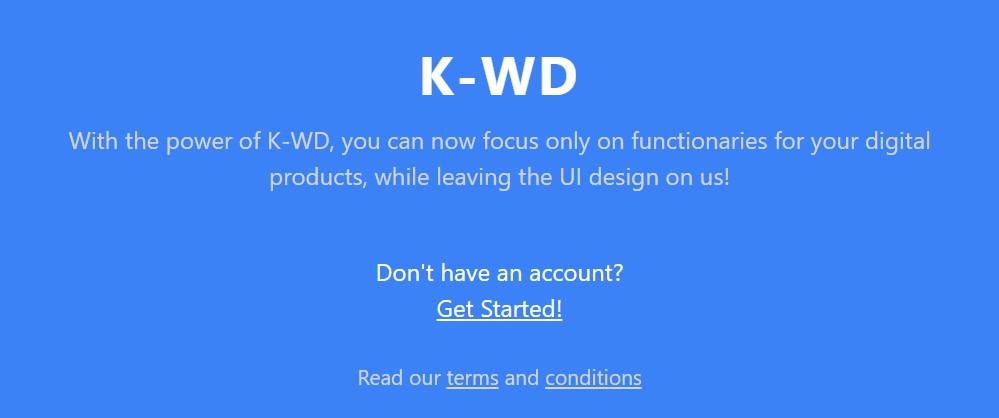 K-WD
With the power of K-WD, you can now focus only on functionaries for your digital
products, while leaving the UI design on us!
Don't have an account?
Get Started!
Read our terms and conditions